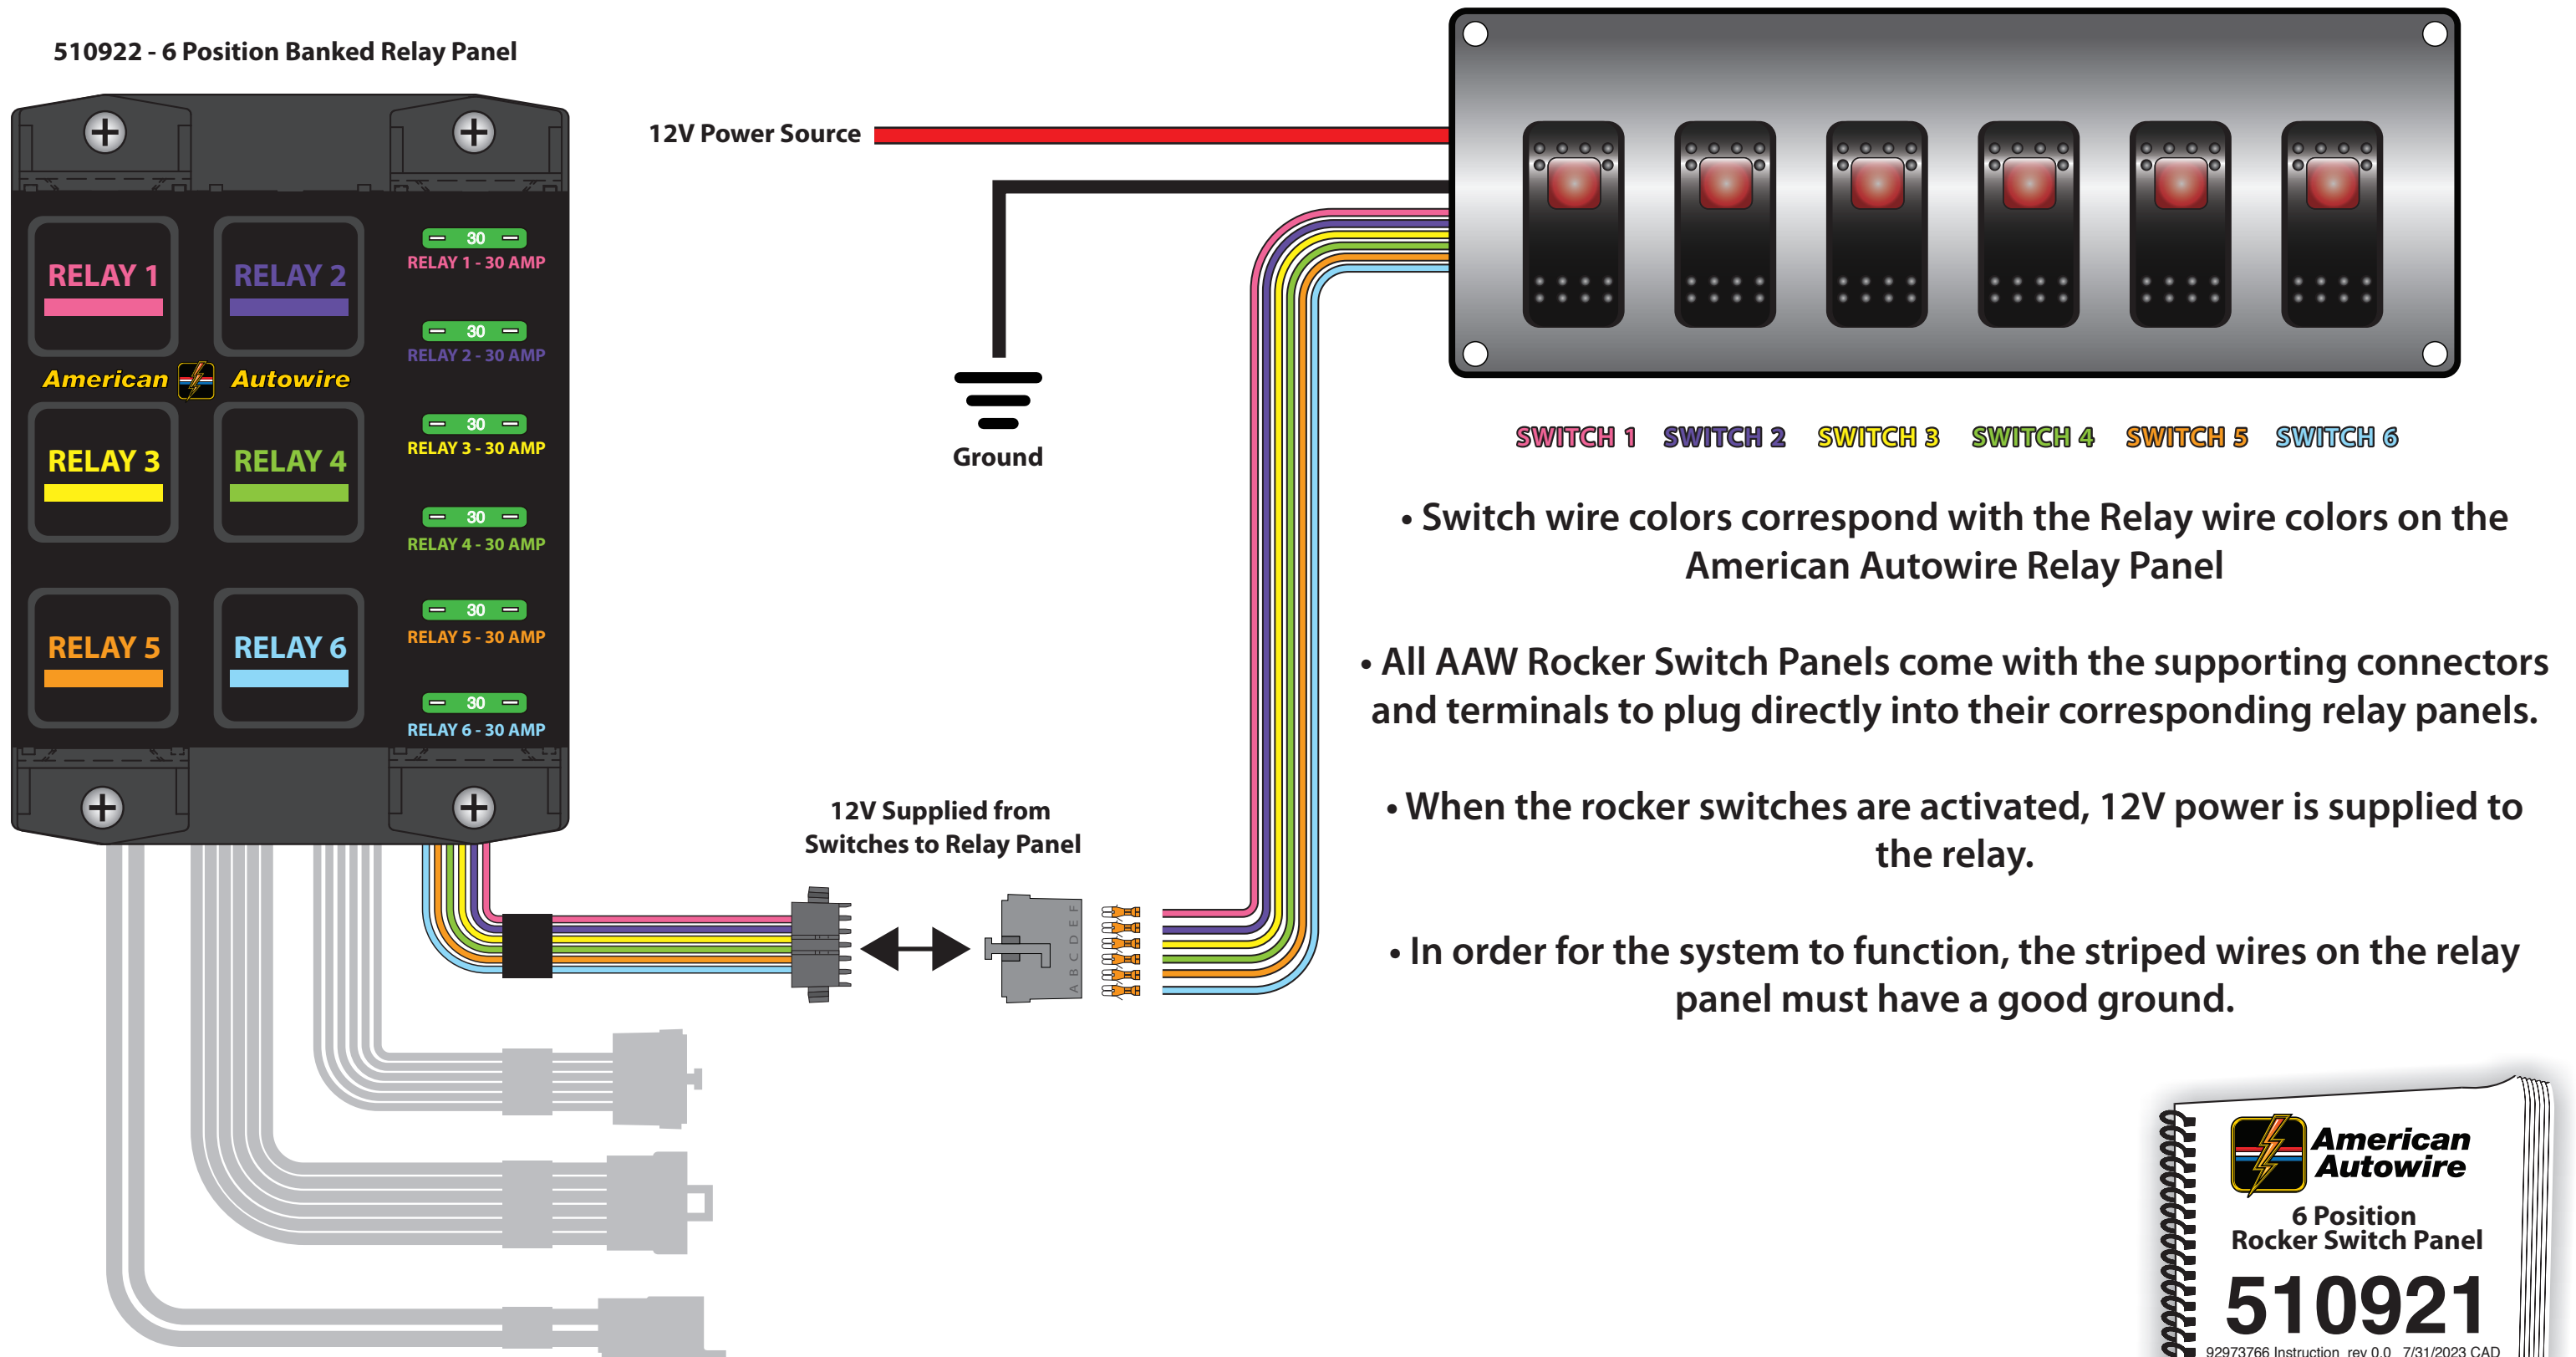 510922 - 6 Position Banked Relay Panel
RELAY 1
RELAY 2
30
RELAY 1 - 30 AMP
30
RELAY 2 - 30 AMP
American Autowire
RELAY 3
RELAY 4
30
RELAY 3 - 30 AMP
30
RELAY 4 - 30 AMP
RELAY 5
RELAY 6
30
RELAY 5 - 30 AMP
30
RELAY 6 - 30 AMP
12V Power Source
Ground
12V Supplied from
Switches to Relay Panel
A B C D E F
SWITCH 1 SWITCH 2 SWITCH 3 SWITCH 4 SWITCH 5 SWITCH 6
• Switch wire colors correspond with the Relay wire colors on the
American Autowire Relay Panel
• All AAW Rocker Switch Panels come with the supporting connectors
and terminals to plug directly into their corresponding relay panels.
• When the rocker switches are activated, 12V power is supplied to
the relay.
• In order for the system to function, the striped wires on the relay
panel must have a good ground.
American
Autowire
6 Position
Rocker Switch Panel
510921
92973766 Instruction rev 0.0 7/31/2023 CAD